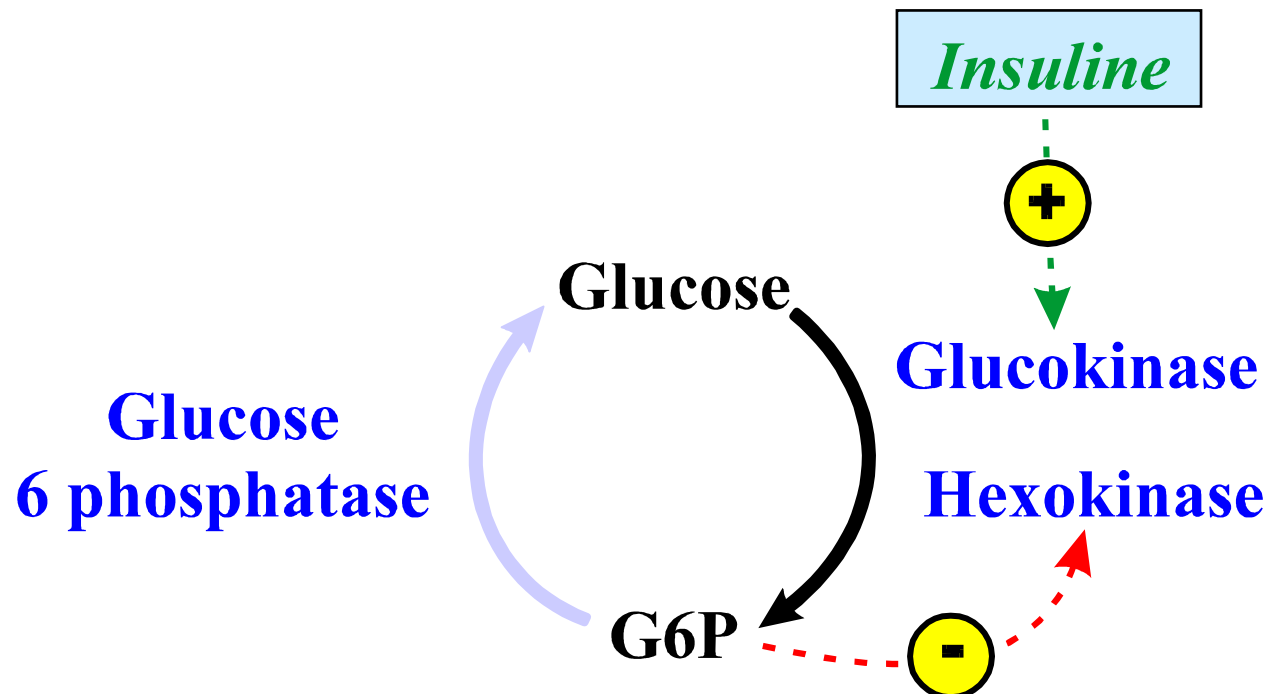 Insuline
+
Glucose
Glucokinase
Glucose
6 phosphatase
Hexokinase
G6P
-